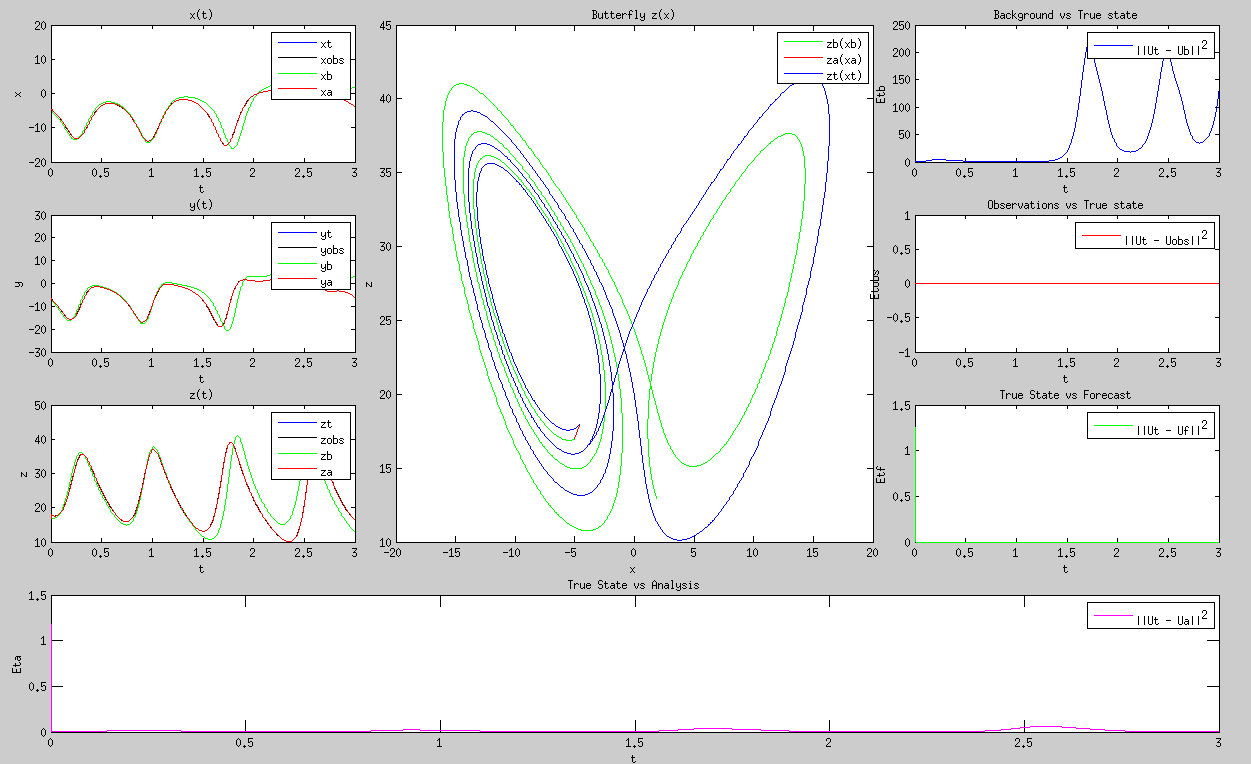 x(t)
20
10
0
-10
-20
x
xt
xobs
xb
xa
0 0.5 1 1.5 2 2.5 3
t
y(t)
30
20
10
0
-10
-20
-30
y
yt
yobs
yb
ya
0 0.5 1 1.5 2 2.5 3
t
z(t)
50
40
30
20
10
z
zt
zobs
zb
za
0 0.5 1 1.5 2 2.5 3
t
Butterfly z(x)
45
40
35
30
25
20
15
10
z
zb(xb)
za(xa)
zt(xt)
-20 -15 -10 -5 0 5 10 15 20
x
Background vs True state
250
200
150
100
50
0
Etb
||Ut - Ub||2
0 0.5 1 1.5 2 2.5 3
t
Observations vs True state
1
0.5
0
-0.5
-1
Etobs
||Ut - Uobs||2
0 0.5 1 1.5 2 2.5 3
t
True State vs Forecast
1.5
1
0.5
0
Etf
||Ut - Uf||2
0 0.5 1 1.5 2 2.5 3
t
True State vs Analysis
1.5
1
0.5
0
Eta
||Ut - Ua||2
0 0.5 1 1.5 2 2.5 3
t